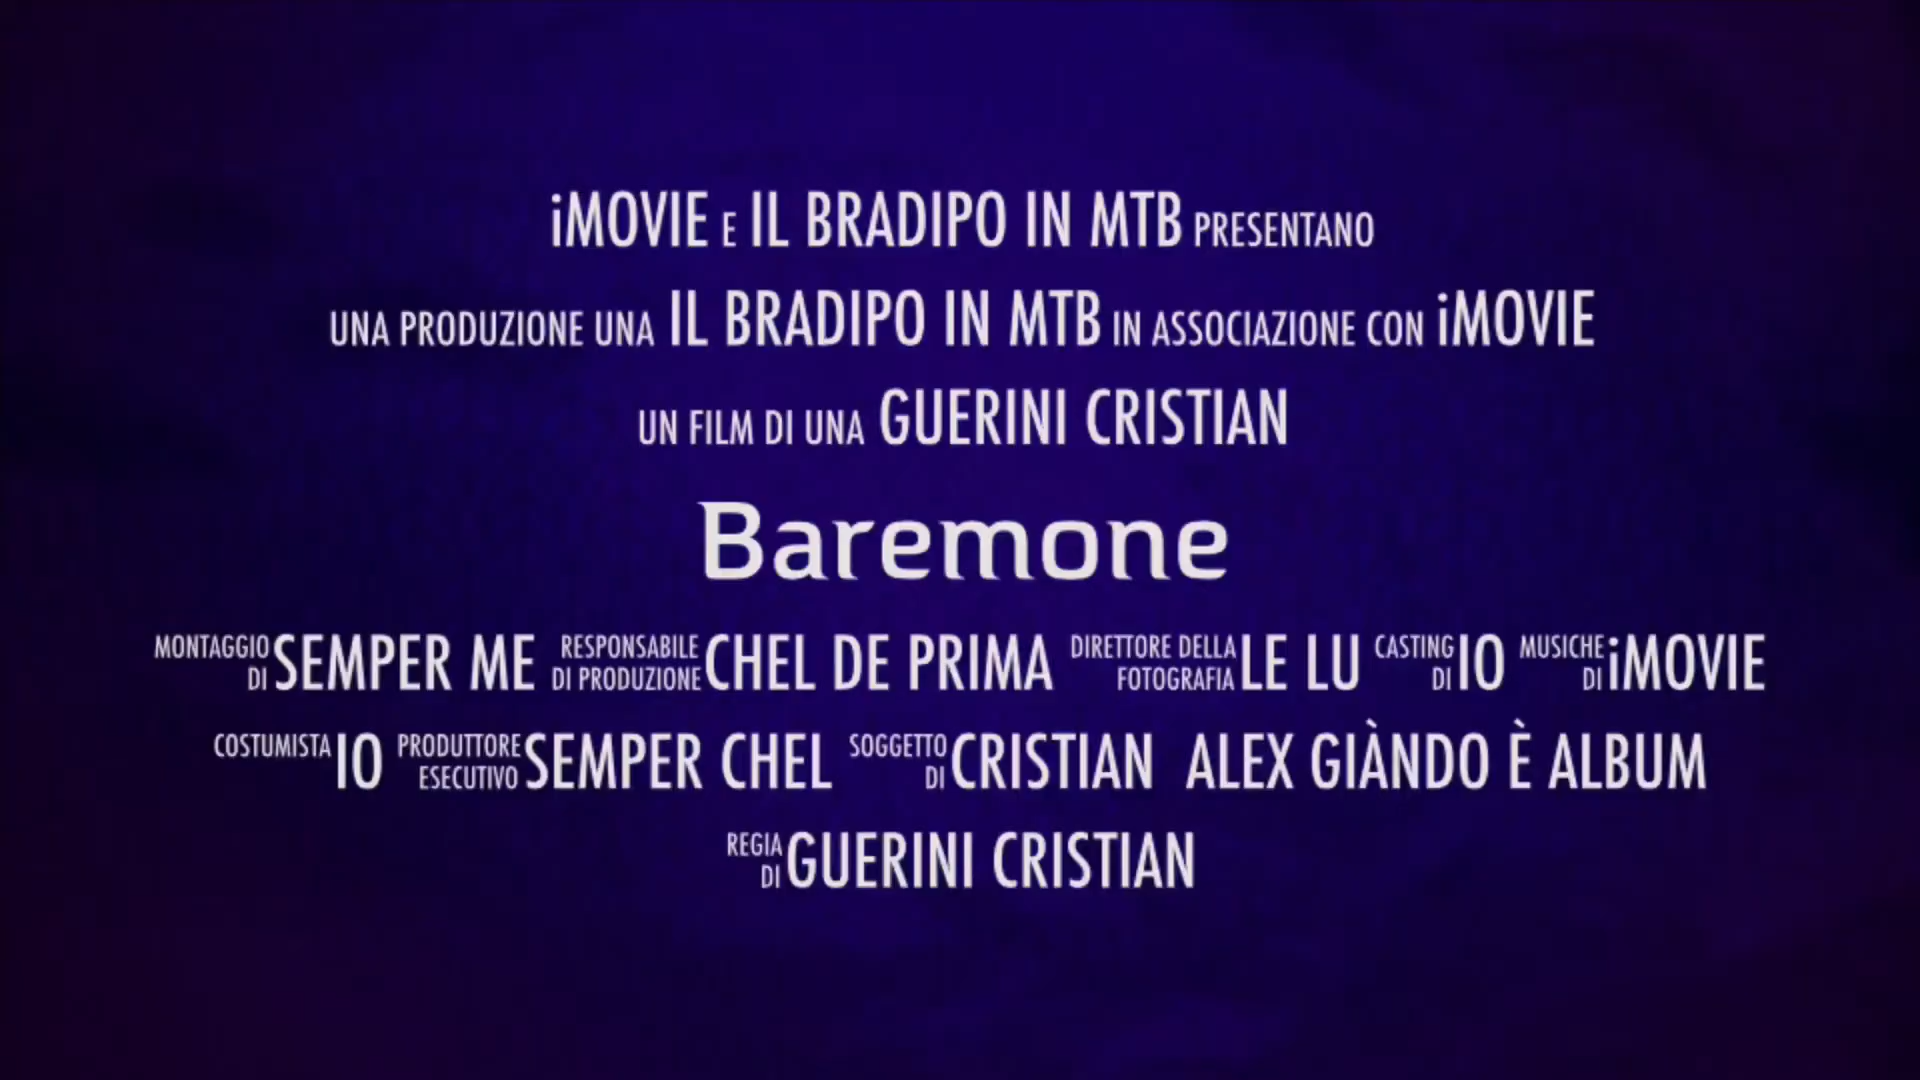 iMOVIE E IL BRADIPO IN MTB PRESENTANO
UNA PRODUZIONE UNA IL BRADIPO IN MTB IN ASSOCIAZIONE CON iMOVIE
UN FILM DI UNA GUERINI CRISTIAN
Baremone
MONTAGGIO DI SEMPER ME RESPONSABILE DI PRODUZIONE CHEL DE PRIMA DIRETTORE DELLA FOTOGRAFIA LE LU CASTING DI IO MUSICHE DI iMOVIE
COSTUMISTA IO PRODUTTORE ESECUTIVO SEMPER CHEL SOGGETTO DI CRISTIAN ALEX GIÀNDO È ALBUM
REGIA DI GUERINI CRISTIAN